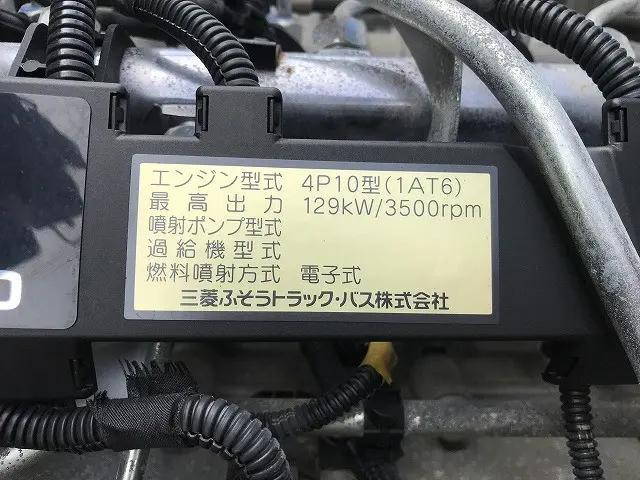 エンジン型式 4P10型(1AT6)
最高出力 129kW/3500rpm
噴射ポンプ型式
過給機型式
燃料噴射方式 電子式
三菱ふそうトラック・バス株式会社